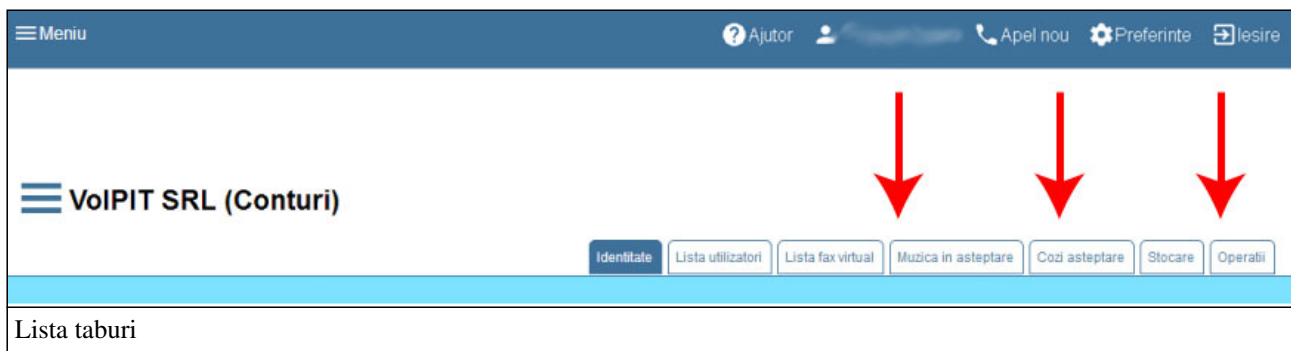 Meniu Ajutor Apel nou Preferinte Iesire
VoIPIT SRL (Conturi)
Identitate Lista utilizatori Lista fax virtual Muzica in asteptare Cozi asteptare Stocare Operatii
Lista taburi